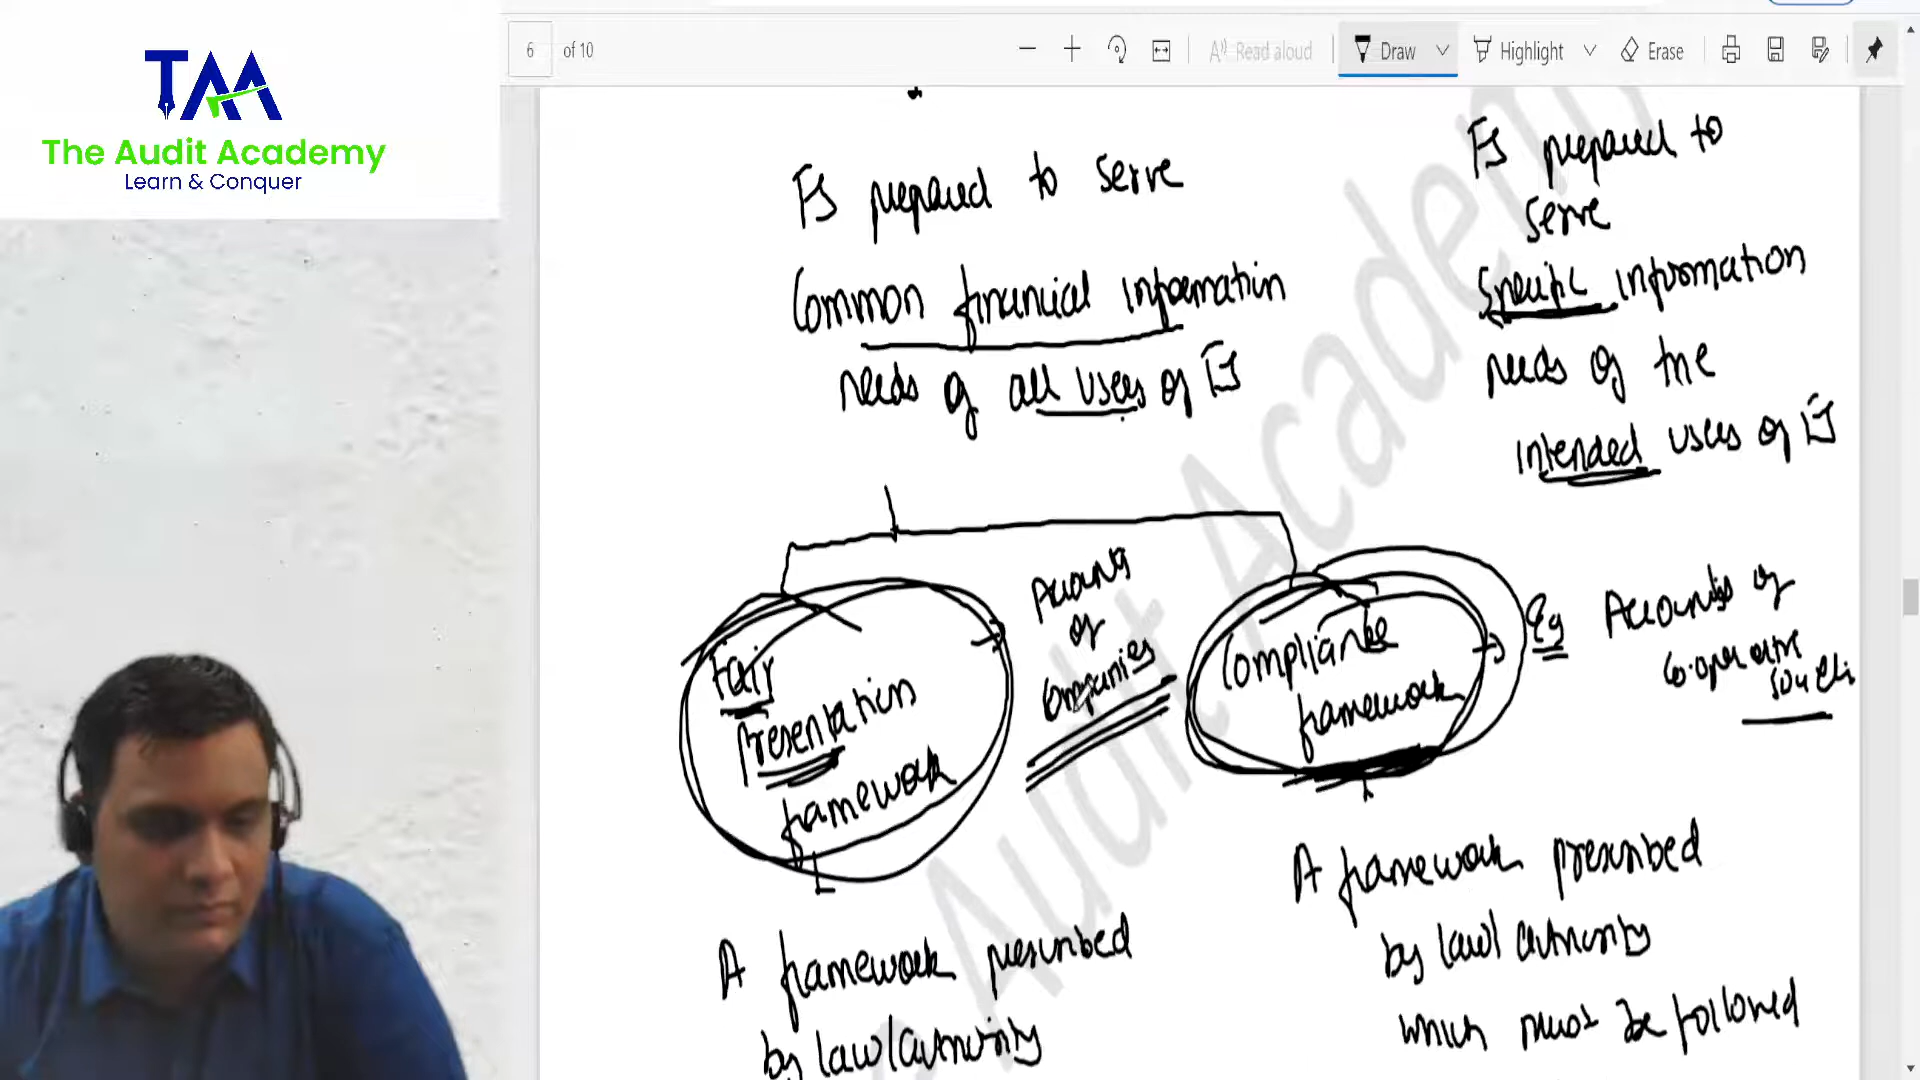 TAA
The Audit Academy
Learn & Conquer
6 of 10
Read aloud
Draw
Highlight
Erase
FS prepared to serve
Common financial information
needs of all users of FS
FS prepared to
serve
specific information
needs of the
intended users of FS
Fair
Presentation
framework
Accounts
of
Companies
Compliance
framework
Eg
Accounts of
Co-operative
A framework prescribed
by law/authority
A framework prescribed
by law/authority
which must be followed
Audit Academy